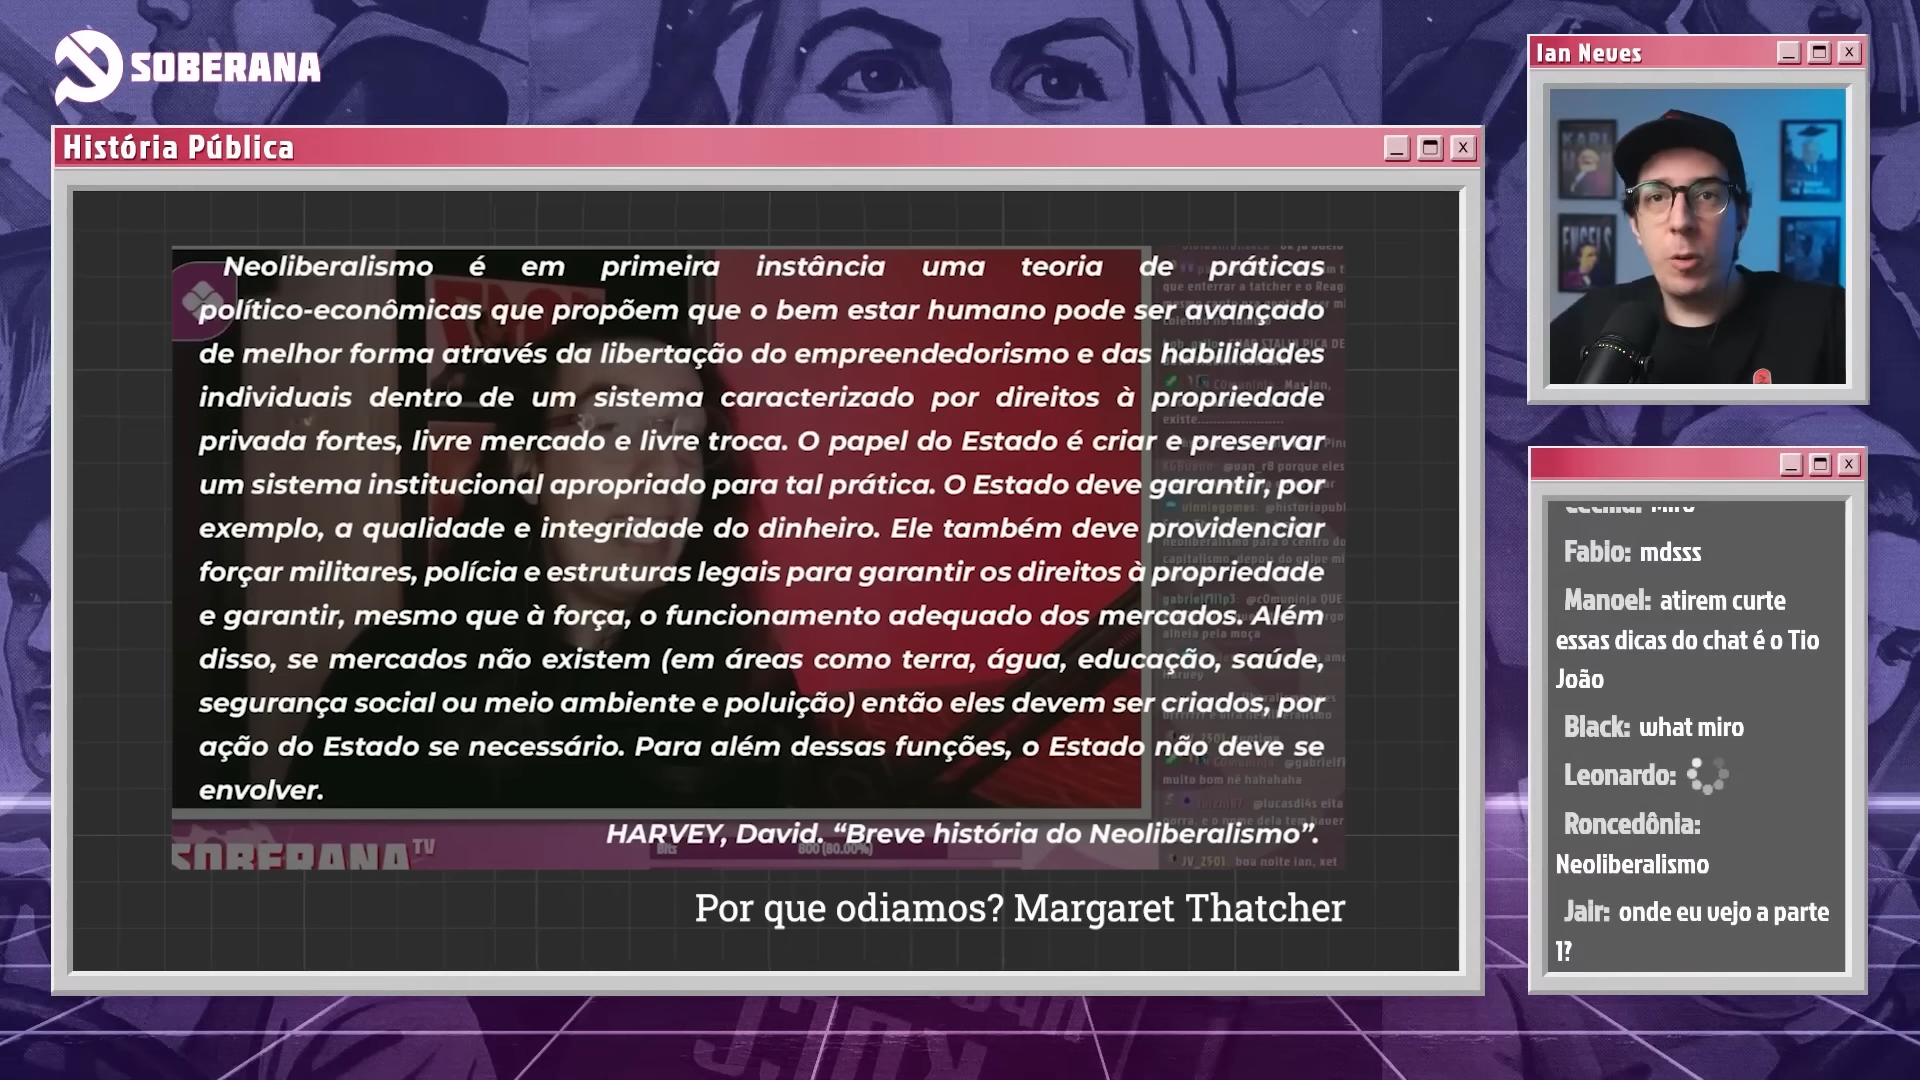 SOBERANA
História Pública
Neoliberalismo é em primeira instância uma teoria de práticas
político-econômicas que propõem que o bem estar humano pode ser avançado
de melhor forma através da libertação do empreendedorismo e das habilidades
individuais dentro de um sistema caracterizado por direitos à propriedade
privada fortes, livre mercado e livre troca. O papel do Estado é criar e preservar
um sistema institucional apropriado para tal prática. O Estado deve garantir, por
exemplo, a qualidade e integridade do dinheiro. Ele também deve providenciar
forçar militares, polícia e estruturas legais para garantir os direitos à propriedade
e garantir, mesmo que à força, o funcionamento adequado dos mercados. Além
disso, se mercados não existem (em áreas como terra, água, educação, saúde,
segurança social ou meio ambiente e poluição) então eles devem ser criados, por
ação do Estado se necessário. Para além dessas funções, o Estado não deve se
envolver.
HARVEY, David. “Breve história do Neoliberalismo”.
SOBERANA TV
Bits 800 (80.00%)
Por que odiamos? Margaret Thatcher
Ian Neves
KARL
ENGELS
Fabio: mdsss
Manoel: atirem curte
essas dicas do chat é o Tio
João
Black: what miro
Leonardo:
Roncedônia:
Neoliberalismo
Jair: onde eu vejo a parte
1?